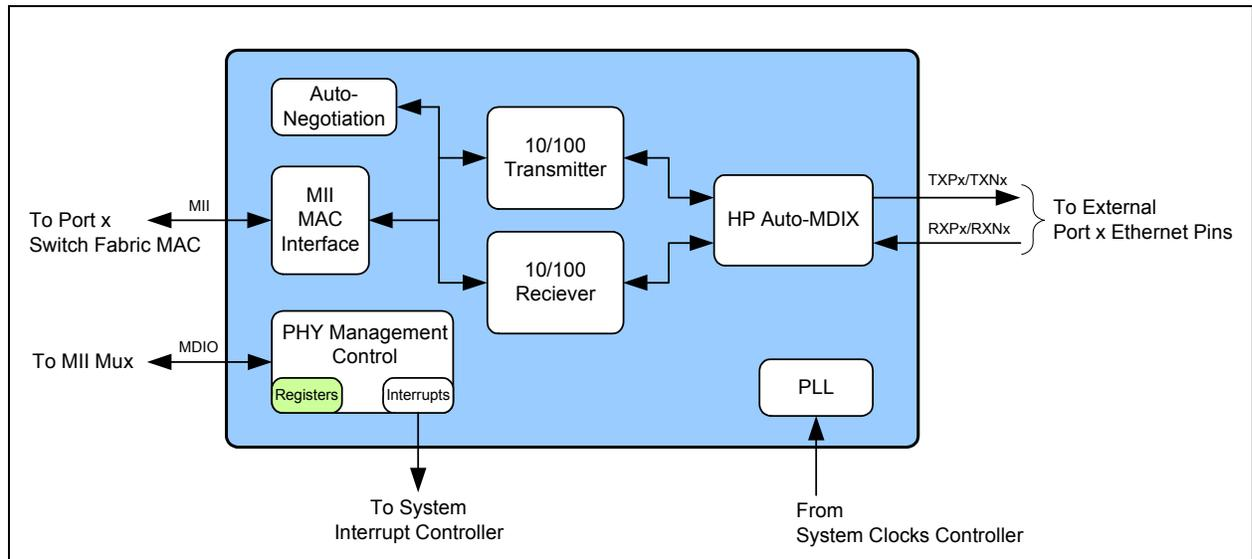 Auto-
Negotiation
10/100
Transmitter
MII
MAC
Interface
HP Auto-MDIX
10/100
Reciever
To Port x
Switch Fabric MAC
MII
TXPx/TXNx
RXPx/RXNx
To External
Port x Ethernet Pins
PHY Management
Control
Registers
Interrupts
To MII Mux
MDIO
PLL
To System
Interrupt Controller
From
System Clocks Controller